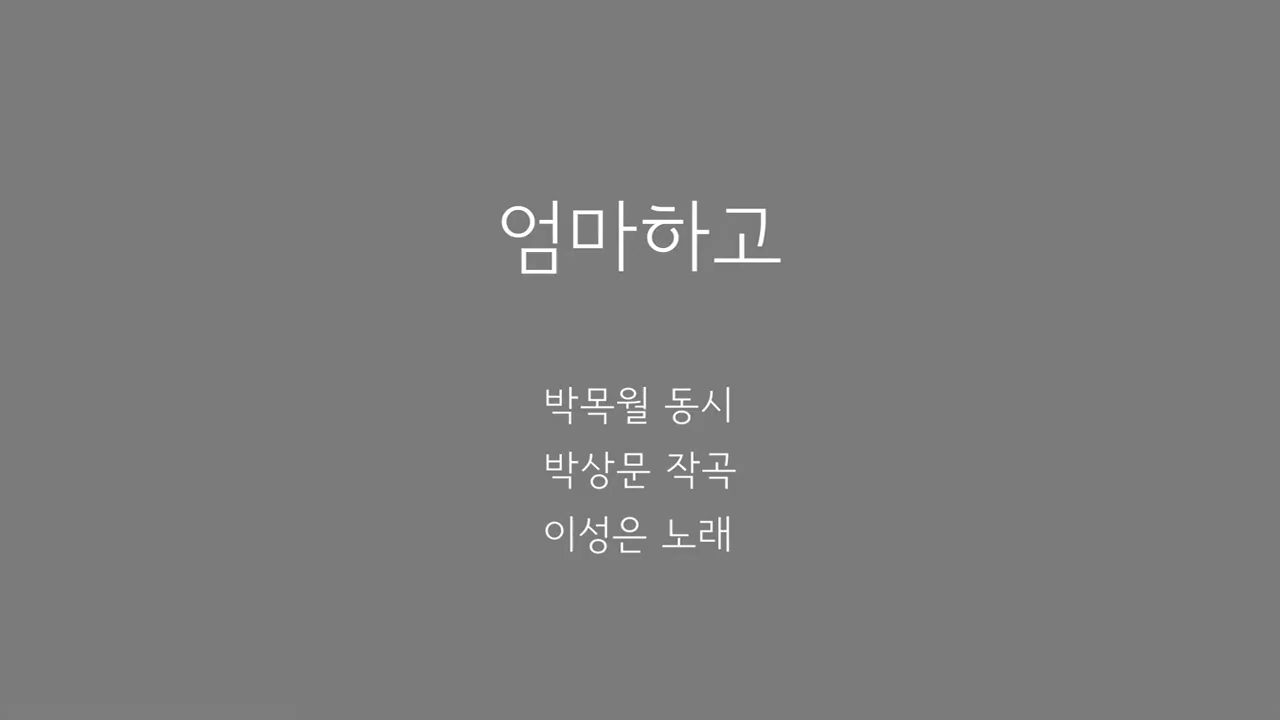 엄마하고
박목월 동시
박상문 작곡
이성은 노래